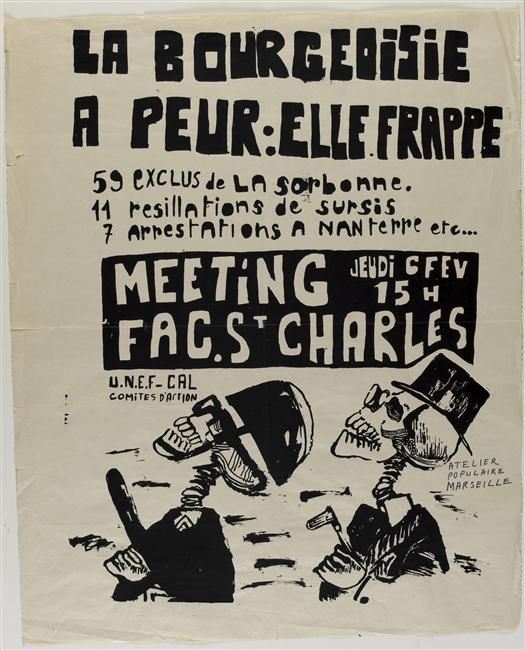 LA BOURGEOISIE
A PEUR: ELLE FRAPPE
59 EXCLUS de LA SORBONNE.
11 resillations de sursis
7 arrestations A NANTERRE etc...
MEETING JEUDI 6 FEV
15 H
FAC. ST CHARLES
U.N.E.F-CAL
COMITES D'ACTION
ATELIER
POPULAIRE
MARSEILLE